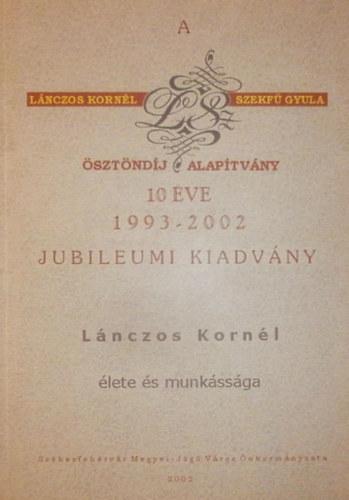 A
LÁNCZOS KORNÉL LSz SZEKFŰ GYULA
ÖSZTÖNDÍJ ALAPÍTVÁNY
10 ÉVE
1993-2002
JUBILEUMI KIADVÁNY
Lánczos Kornél
élete és munkássága
Székesfehérvár Megyei Jogú Város Önkormányzata
2002